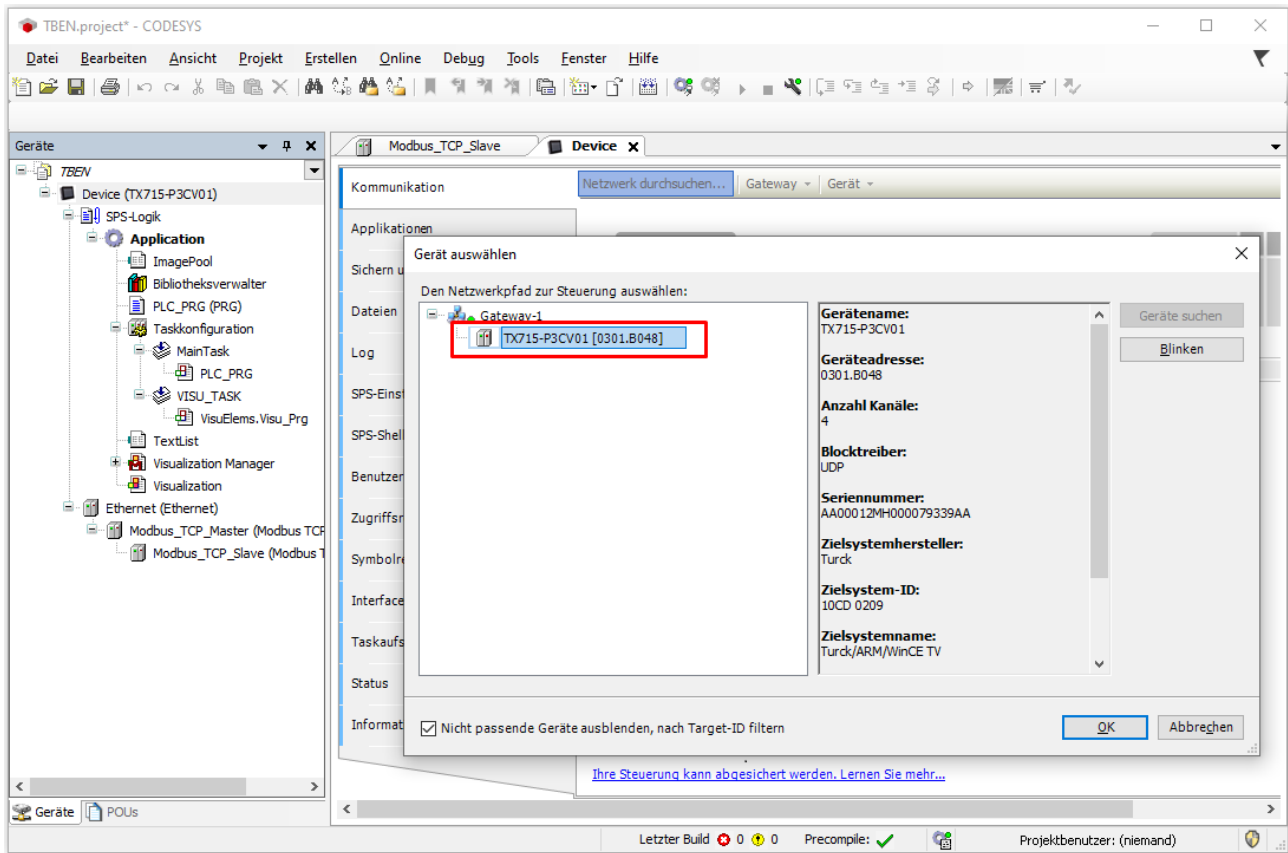 TBEN.project* - CODESYS
Datei Bearbeiten Ansicht Projekt Erstellen Online Debug Tools Fenster Hilfe
Geräte
TBEN
Device (TX715-P3CV01)
SPS-Logik
Application
ImagePool
Bibliotheksverwalter
PLC_PRG (PRG)
Taskkonfiguration
MainTask
PLC_PRG
VISU_TASK
VisuElems.Visu_Prg
TextList
Visualization Manager
Visualization
Ethernet (Ethernet)
Modbus_TCP_Master (Modbus TCP
Modbus_TCP_Slave (Modbus T
Geräte POUs
Modbus_TCP_Slave Device
Kommunikation
Applikationen
Sichern u
Dateien
Log
SPS-Einst
SPS-Shell
Benutzer
Zugriffsr
Symbolre
Interface
Taskaufs
Status
Informat
Netzwerk durchsuchen... Gateway Gerät
Gerät auswählen
Den Netzwerkpfad zur Steuerung auswählen:
Gateway-1
TX715-P3CV01 [0301.B048]
Gerätename:
TX715-P3CV01
Geräteadresse:
0301.B048
Anzahl Kanäle:
4
Blocktreiber:
UDP
Seriennummer:
AA00012MH000079339AA
Zielsystemhersteller:
Turck
Zielsystem-ID:
10CD 0209
Zielsystemname:
Turck/ARM/WinCE TV
Geräte suchen
Blinken
Nicht passende Geräte ausblenden, nach Target-ID filtern
OK Abbrechen
Ihre Steuerung kann abgesichert werden. Lernen Sie mehr...
Letzter Build 0 0 Precompile: Projektbenutzer: (niemand)